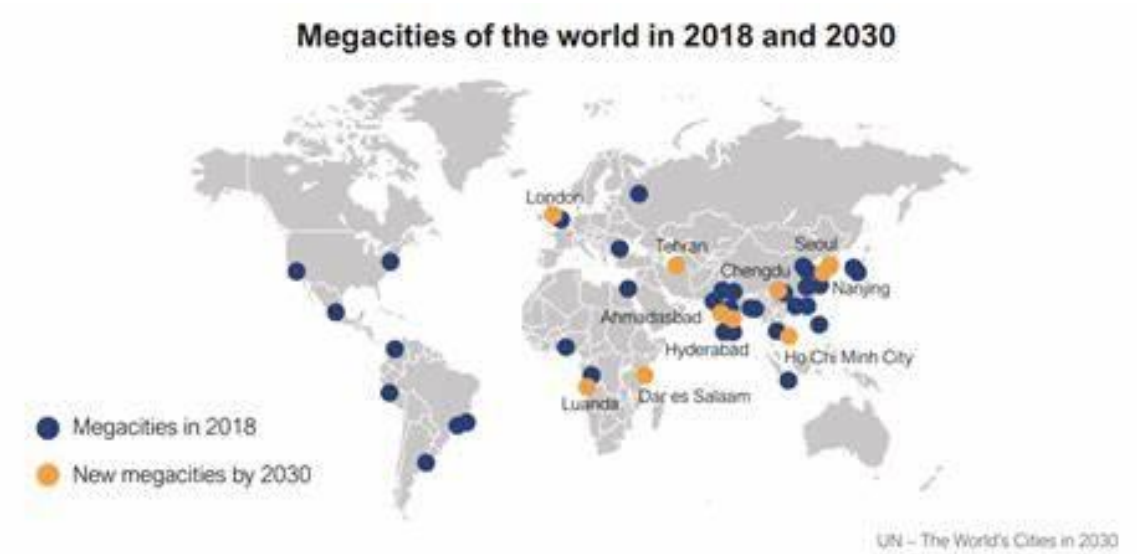 Megacities of the world in 2018 and 2030
London
Tehran
Seoul
Chengdu
Nanjing
Ahmadasbad
Hyderabad
Ho Chi Minh City
Luanda
Dar es Salaam
Megacities in 2018
New megacities by 2030
UN – The World's Cities in 2030